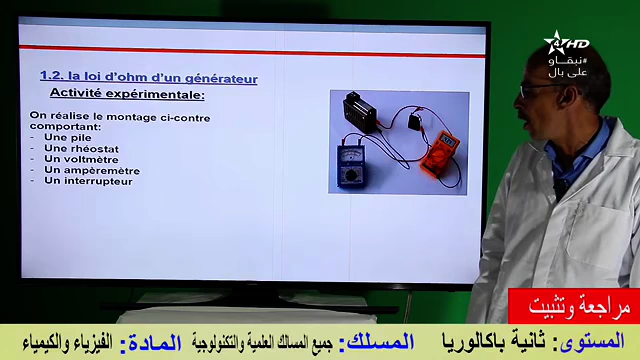 4HD
#نبقاو
على بال
1.2. la loi d'ohm d'un générateur
Activité expérimentale:
On réalise le montage ci-contre
comportant:
- Une pile
- Une rhéostat
- Un voltmètre
- Un ampèremètre
- Un interrupteur
مراجعة وتثبيت
المستوى: ثانية باكالوريا المسلك: جميع المسالك العلمية والتكنولوجية المادة: الفيزياء والكيمياء